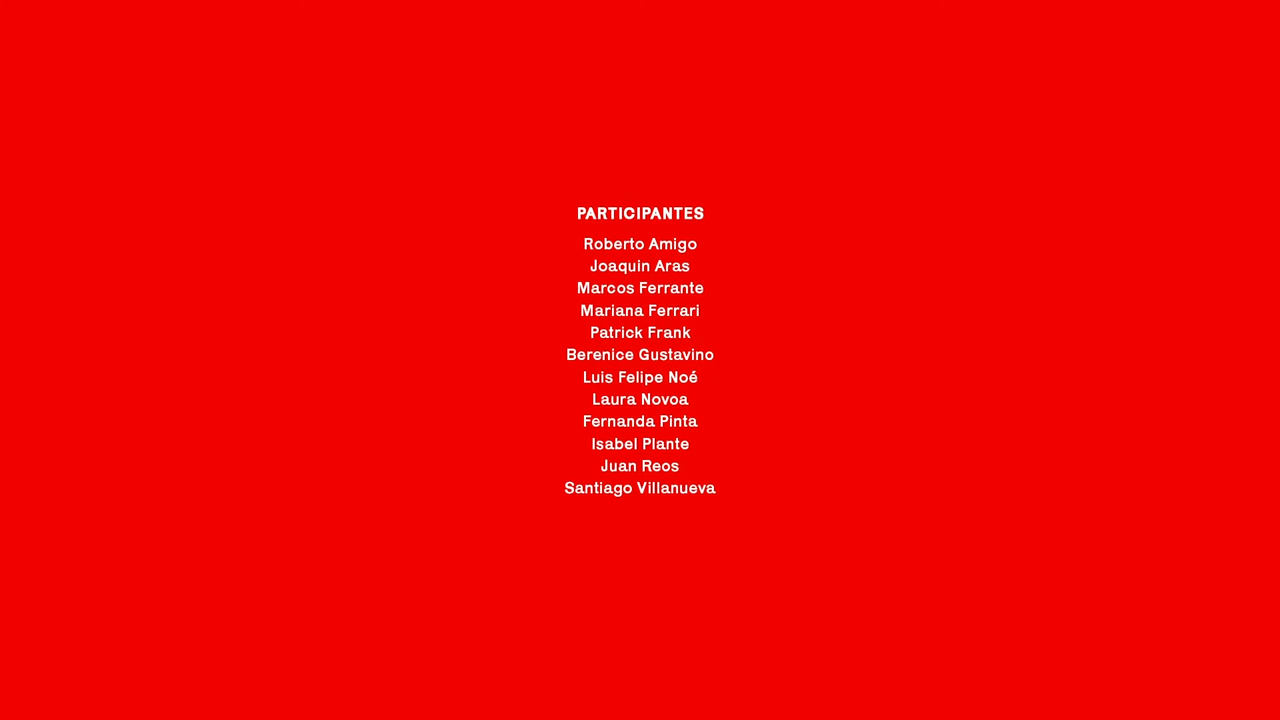 PARTICIPANTES
Roberto Amigo
Joaquin Aras
Marcos Ferrante
Mariana Ferrari
Patrick Frank
Berenice Gustavino
Luis Felipe Noé
Laura Novoa
Fernanda Pinta
Isabel Plante
Juan Reos
Santiago Villanueva